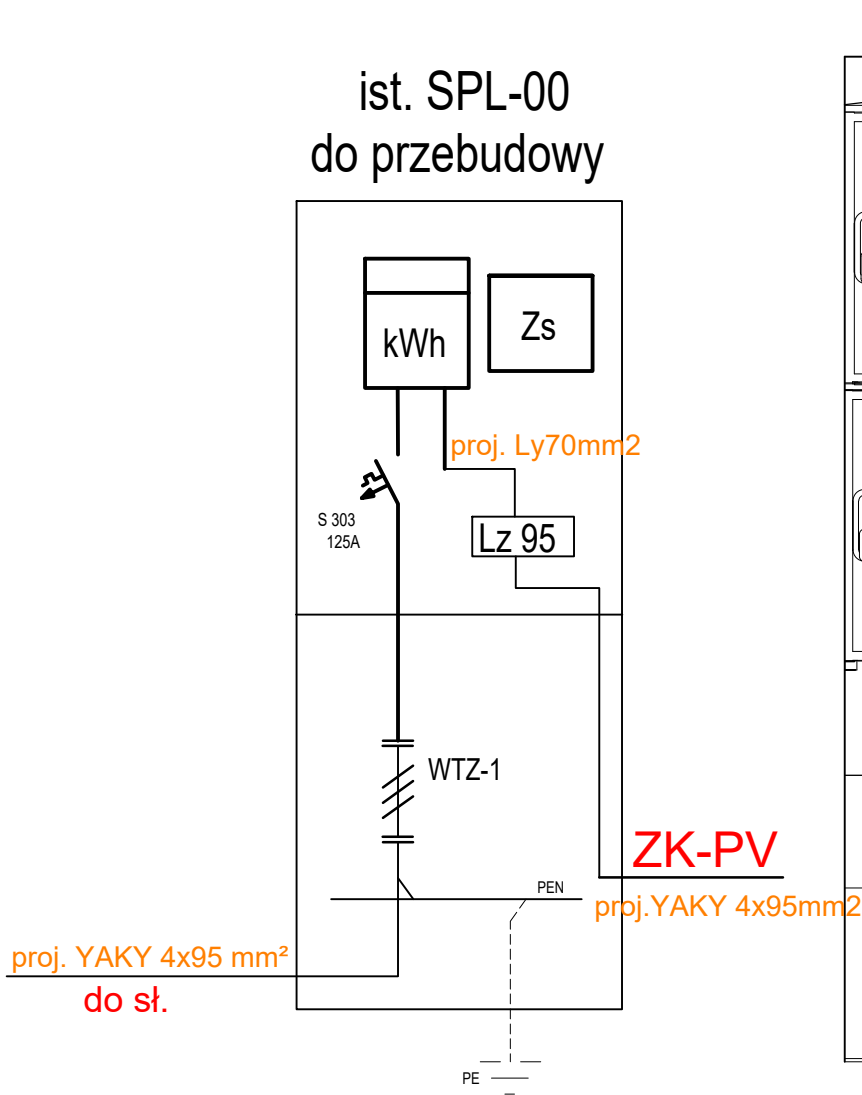 ist. SPL-00
do przebudowy
kWh
Zs
proj. Ly70mm2
S 303
125A
Lz 95
WTZ-1
ZK-PV
PEN
proj.YAKY 4x95mm2
proj. YAKY 4x95 mm²
do sł.
PE